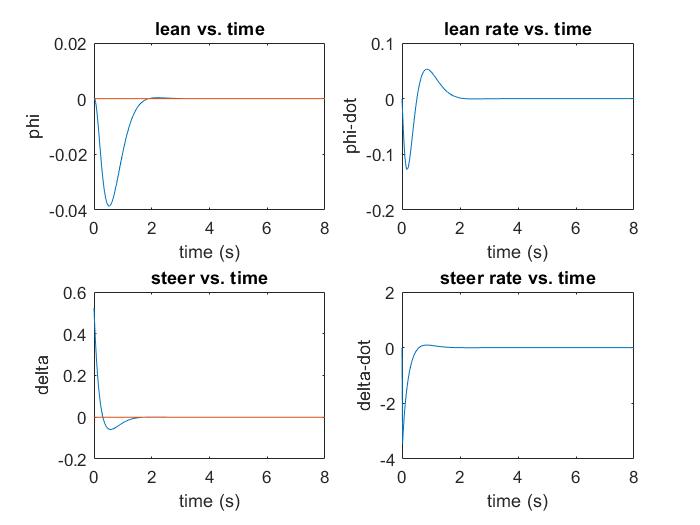 lean vs. time
0.02
0
-0.02
-0.04
phi
0 2 4 6 8
time (s)
lean rate vs. time
0.1
0
-0.1
-0.2
phi-dot
0 2 4 6 8
time (s)
steer vs. time
0.6
0.4
0.2
0
-0.2
delta
0 2 4 6 8
time (s)
steer rate vs. time
2
0
-2
-4
delta-dot
0 2 4 6 8
time (s)